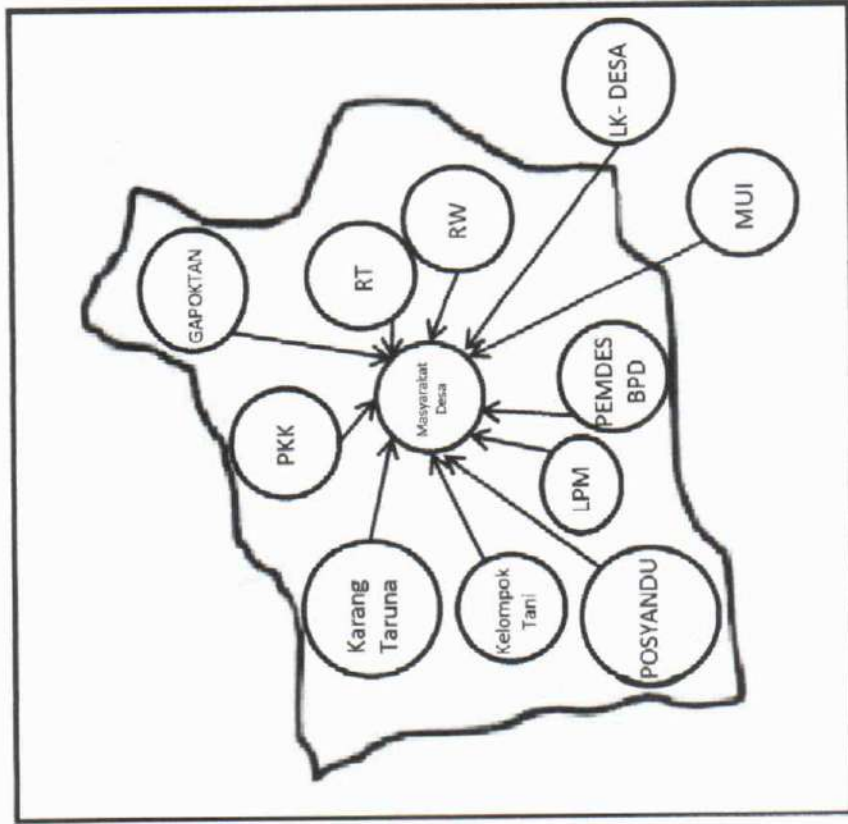 GAPOKTAN
LK- DESA
RT
RW
MUI
PKK
Masyarakat
Desa
PEMDES
BPD
LPM
Karang
Taruna
Kelompok
Tani
POSYANDU